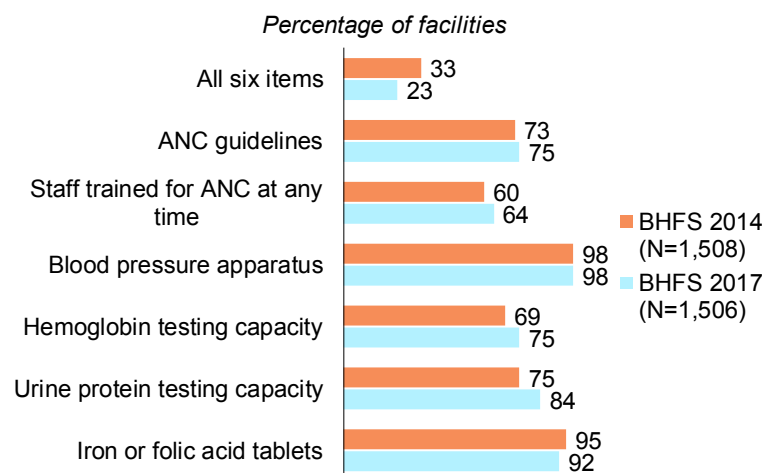 Percentage of facilities
All six items
33
23
ANC guidelines
73
75
Staff trained for ANC at any
time
60
64
Blood pressure apparatus
98
98
Hemoglobin testing capacity
69
75
Urine protein testing capacity
75
84
Iron or folic acid tablets
95
92
BHFS 2014
(N=1,508)
BHFS 2017
(N=1,506)